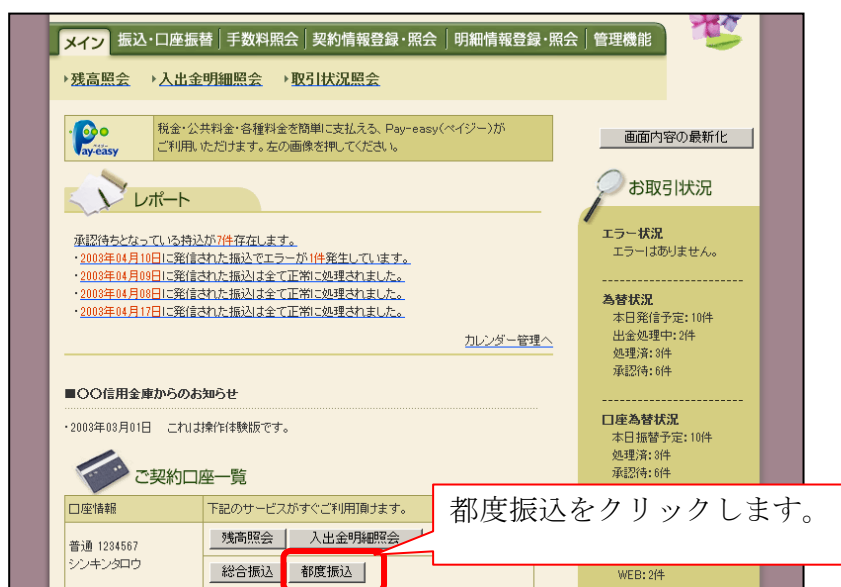 メイン 振込・口座振替 手数料照会 契約情報登録・照会 明細情報登録・照会 管理機能
残高照会 入出金明細照会 取引状況照会
Pay-easy
税金・公共料金・各種料金を簡単に支払える、Pay-easy(ペイジー)が
ご利用いただけます。左の画像を押してください。
画面内容の最新化
レポート
承認待ちとなっている持込が7件存在します。
・2003年04月10日に発信された振込でエラーが1件発生しています。
・2003年04月09日に発信された振込は全て正常に処理されました。
・2003年04月08日に発信された振込は全て正常に処理されました。
・2003年04月17日に発信された振込は全て正常に処理されました。
カレンダー管理へ
■〇〇信用金庫からのお知らせ
・2003年03月01日 これは操作体験版です。
ご契約口座一覧
口座情報 下記のサービスがすぐご利用頂けます。
普通 1234567
シンキンタロウ
残高照会 入出金明細照会
総合振込 都度振込
お取引状況
エラー状況
エラーはありません。
為替状況
本日発信予定:10件
出金処理中:2件
処理済:3件
承認待:6件
口座為替状況
本日振替予定:10件
処理済:3件
承認待:6件
都度振込をクリックします。
WEB:2件